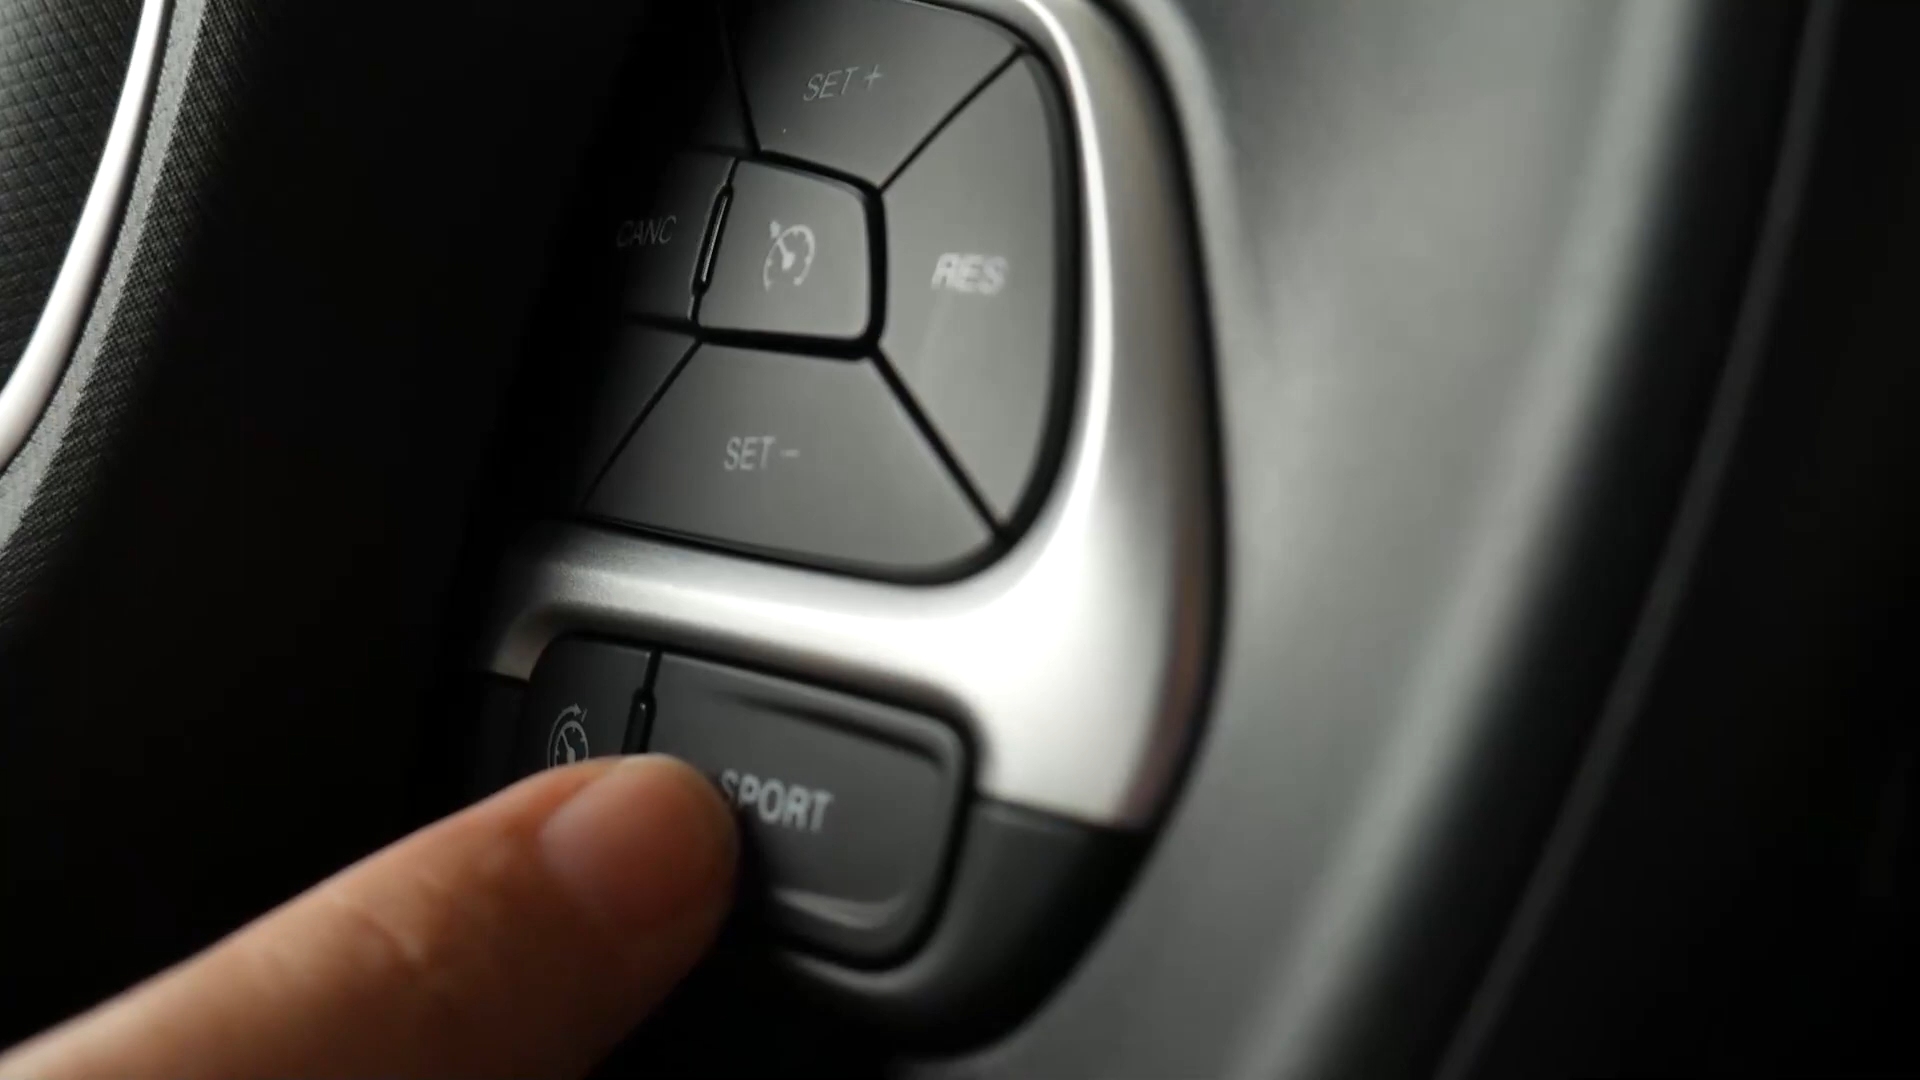 SET +
CANC
RES
SET -
SPORT